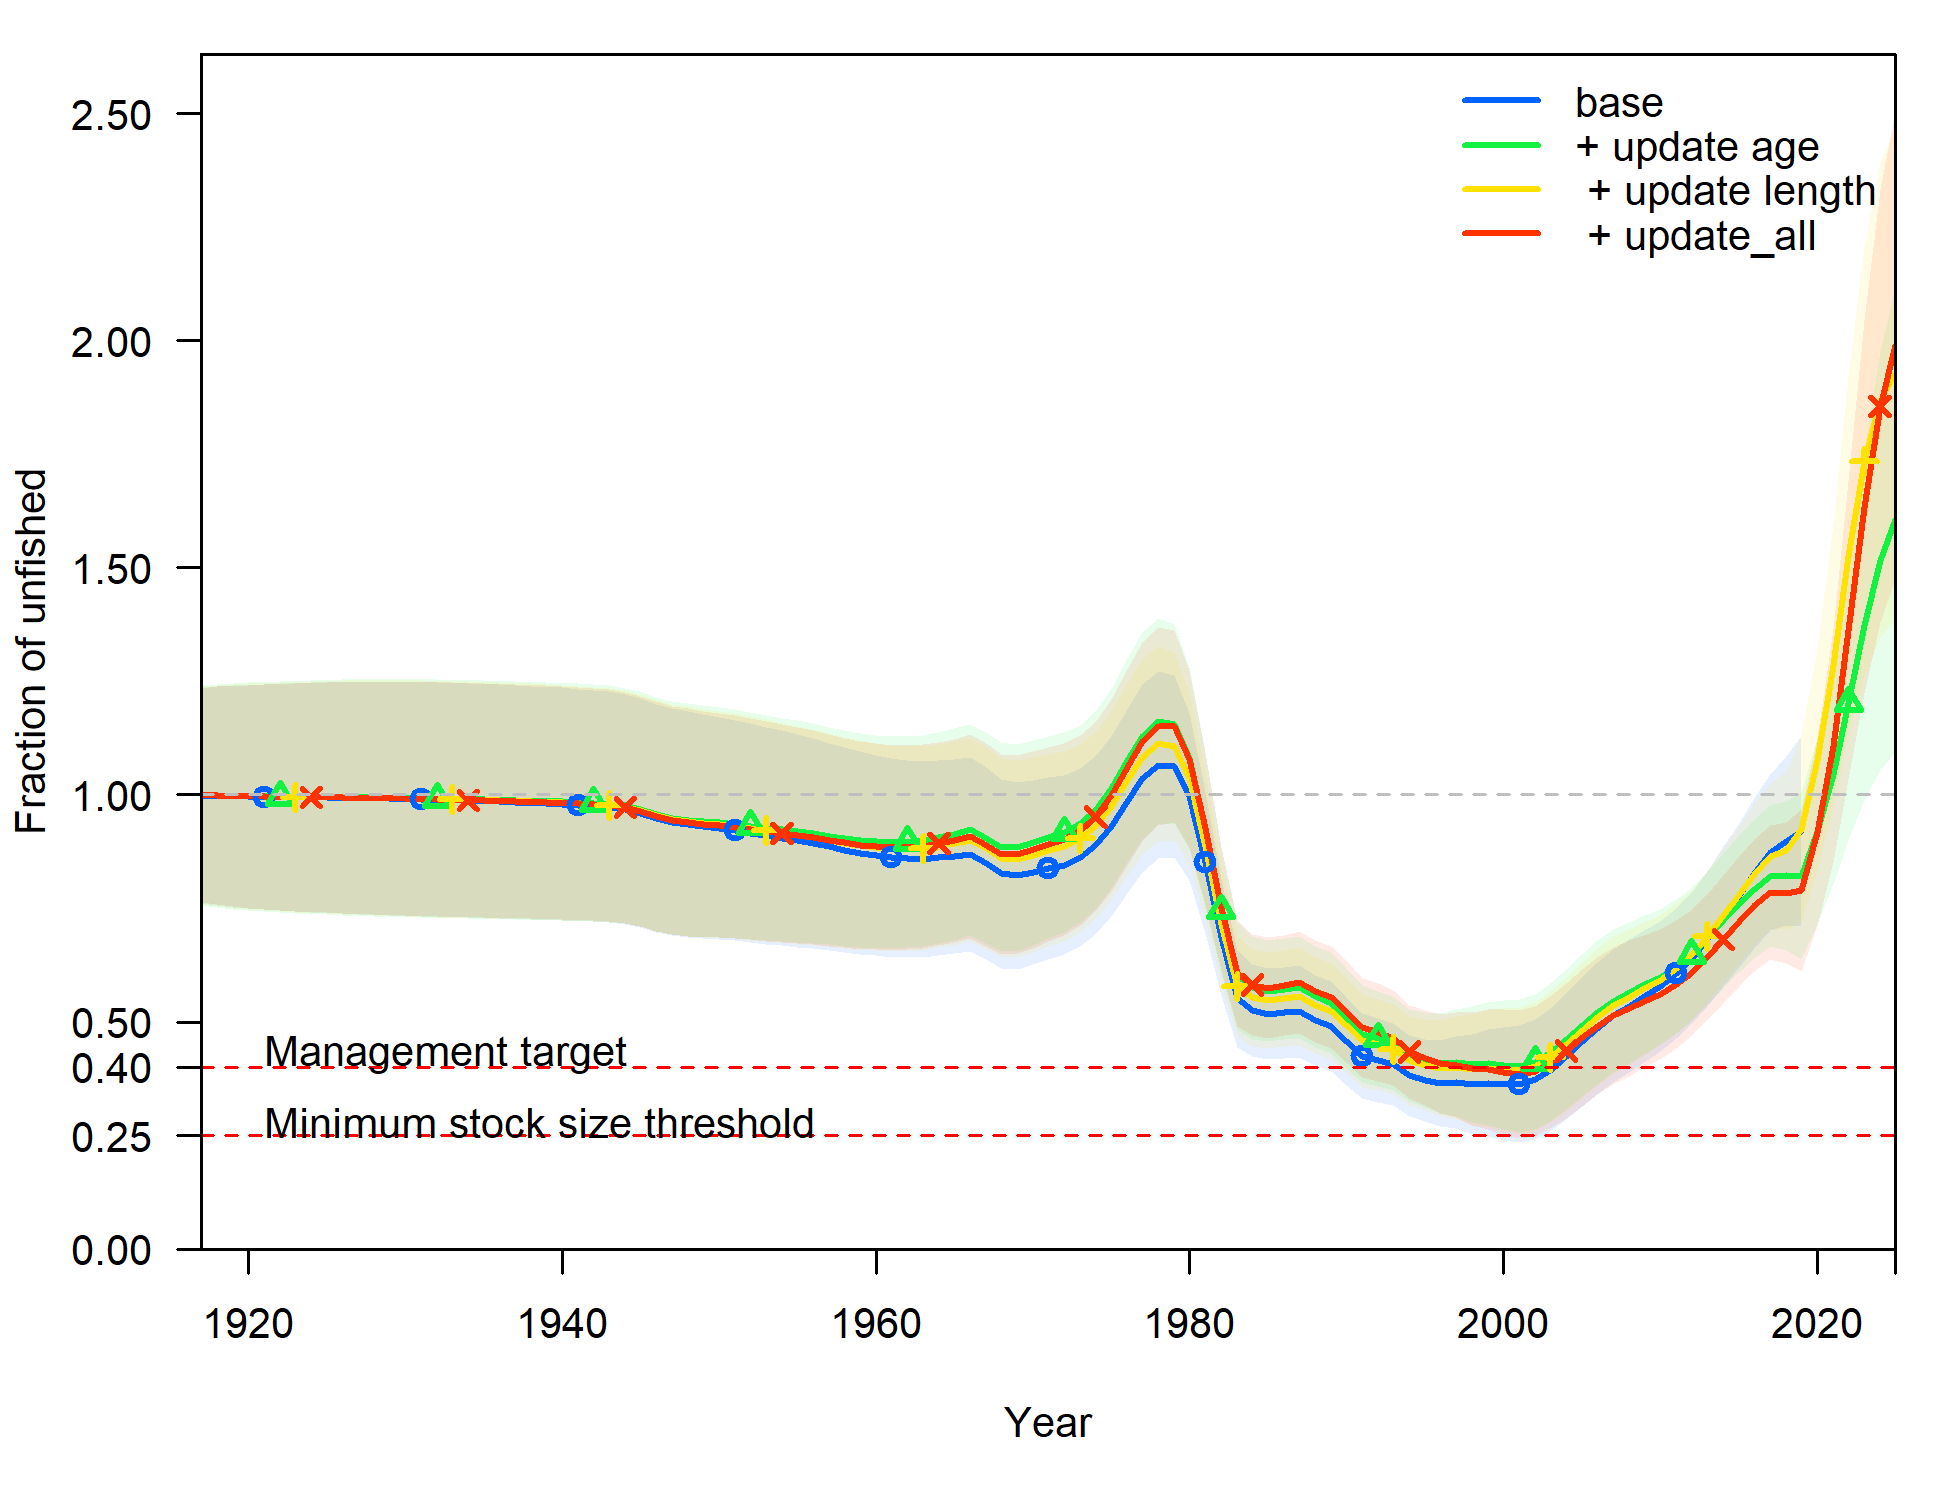 2.50
2.00
1.50
1.00
0.50
0.40
0.25
0.00
Fraction of unfished
base
+ update age
+ update length
+ update_all
Management target
Minimum stock size threshold
1920
1940
1960
1980
2000
2020
Year